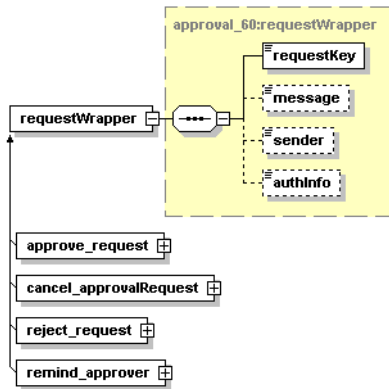 approval_60:requestWrapper
requestKey
message
requestWrapper
sender
authInfo
approve_request
cancel_approvalRequest
reject_request
remind_approver